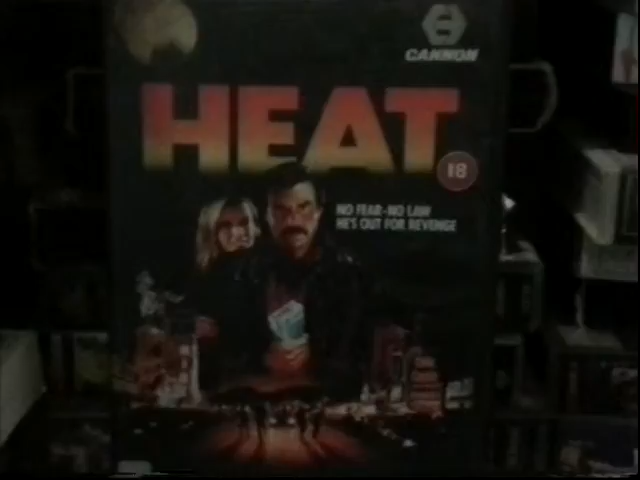 CANNON
HEAT
18
NO FEAR-NO LAW
HE'S OUT FOR REVENGE